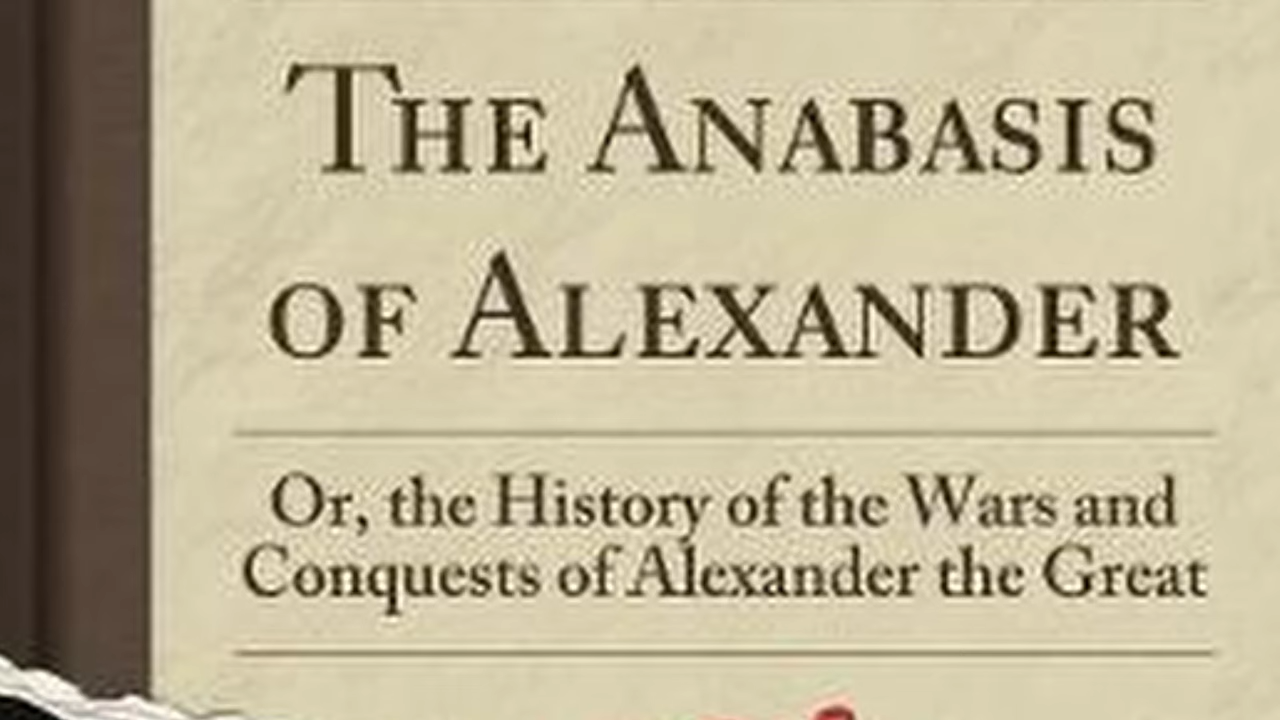 The Anabasis
of Alexander
Or, the History of the Wars and
Conquests of Alexander the Great